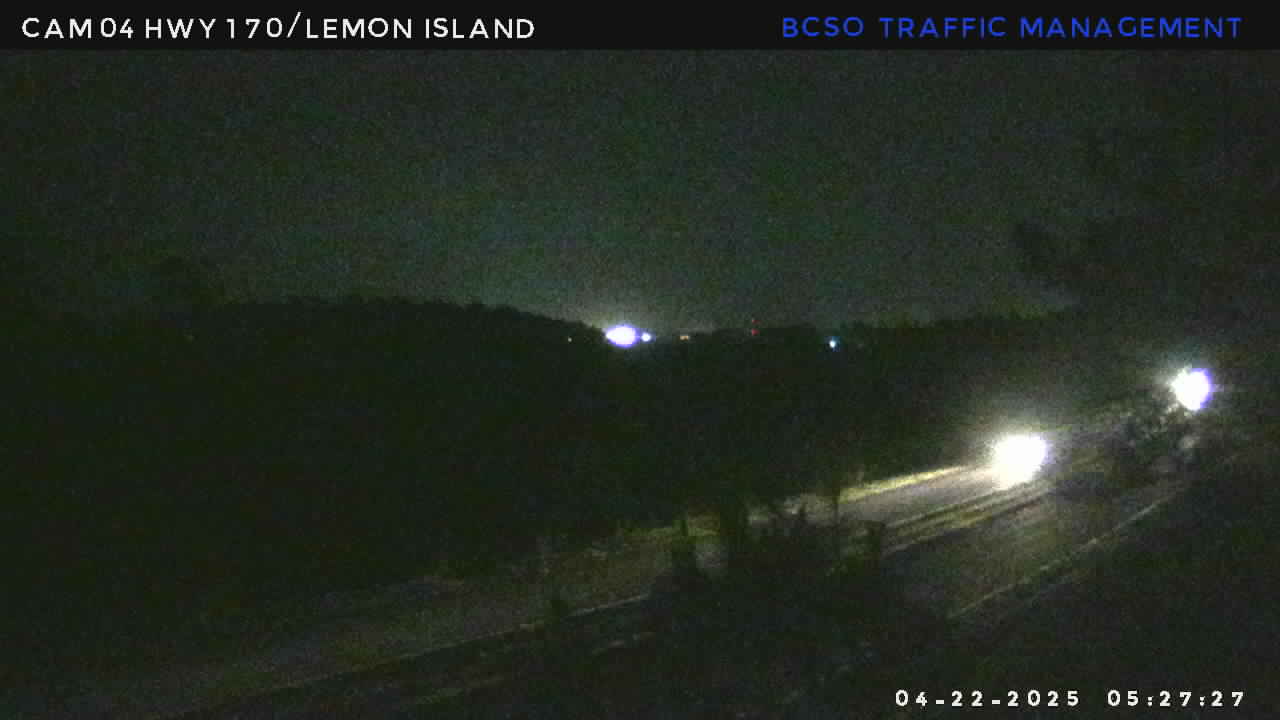 CAM04 HWY 170/LEMON ISLAND
BCSO TRAFFIC MANAGEMENT
04-22-2025 05:27:27